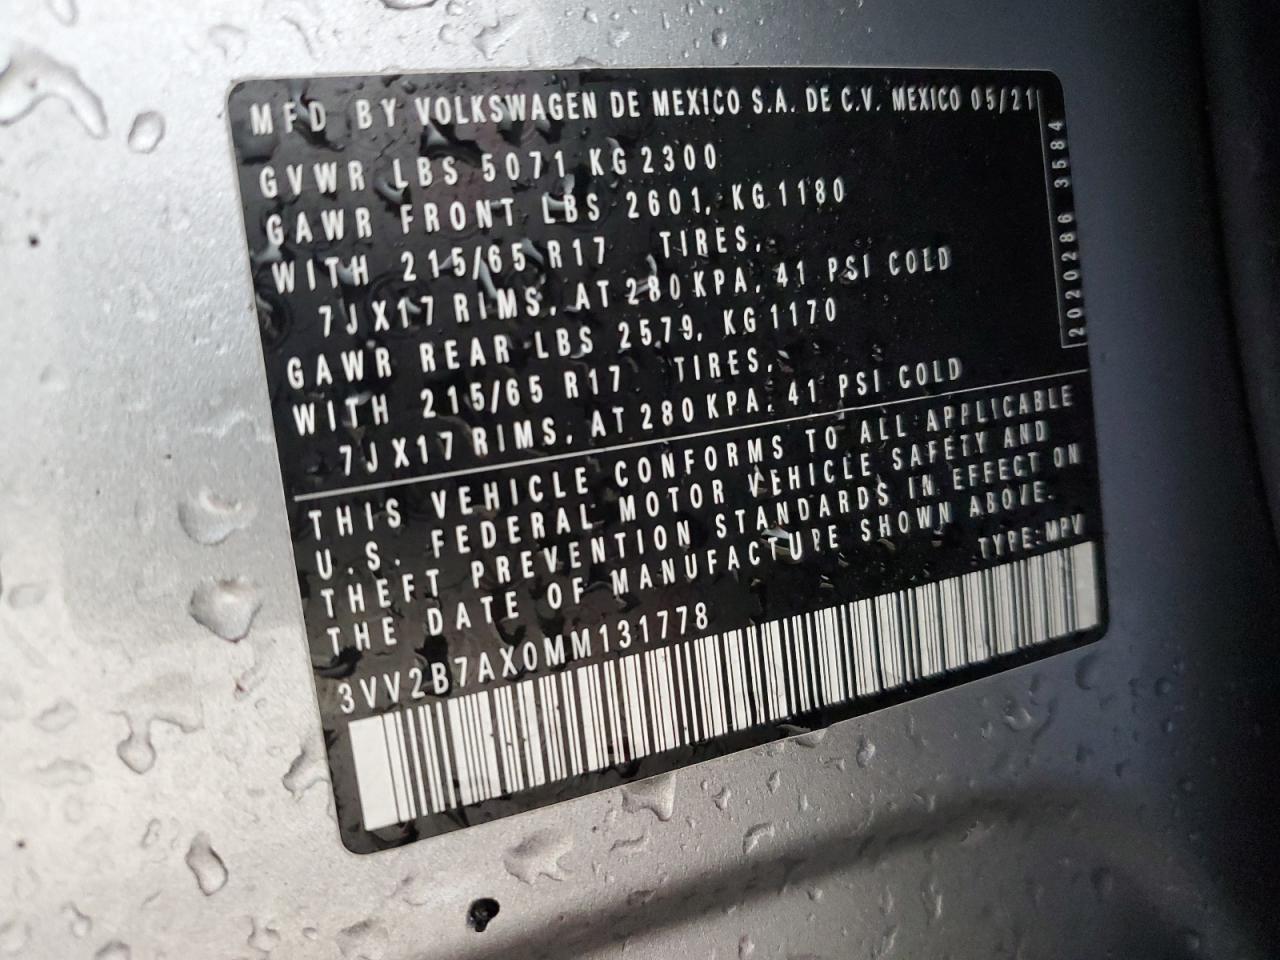 MFD BY VOLKSWAGEN DE MEXICO S.A. DE C.V. MEXICO 05/21
GVWR LBS 5071 KG 2300
GAWR FRONT LBS 2601, KG 1180
WITH 215/65 R17 TIRES,
7JX17 RIMS, AT 280 KPA, 41 PSI COLD
GAWR REAR LBS 2579, KG 1170
WITH 215/65 R17 TIRES,
7JX17 RIMS, AT 280 KPA, 41 PSI COLD
2020286 3584
THIS VEHICLE CONFORMS TO ALL APPLICABLE
U.S. FEDERAL MOTOR VEHICLE SAFETY AND
THEFT PREVENTION STANDARDS IN EFFECT ON
THE DATE OF MANUFACTURE SHOWN ABOVE.
TYPE: MPV
3VV2B7AX0MM131778